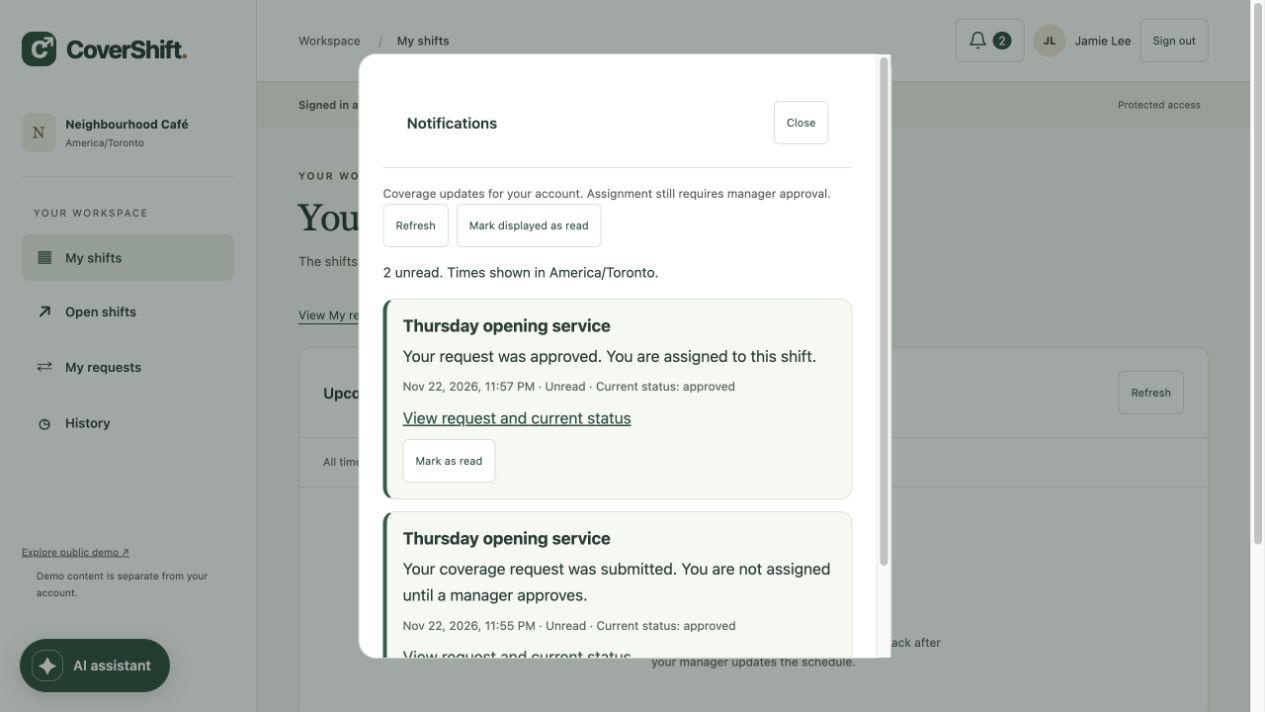 CoverShift.
Workspace / My shifts
2
JL
Jamie Lee
Sign out
N
Neighbourhood Café
America/Toronto
Signed in a
Protected access
YOUR WORKSPACE
My shifts
Open shifts
My requests
History
Explore public demo ↗
Demo content is separate from your
account.
AI assistant
YOUR WO
You
The shifts
View My re
Upco
Refresh
All time
Notifications
Close
Coverage updates for your account. Assignment still requires manager approval.
Refresh
Mark displayed as read
2 unread. Times shown in America/Toronto.
Thursday opening service
Your request was approved. You are assigned to this shift.
Nov 22, 2026, 11:57 PM · Unread · Current status: approved
View request and current status
Mark as read
Thursday opening service
Your coverage request was submitted. You are not assigned
until a manager approves.
Nov 22, 2026, 11:55 PM · Unread · Current status: approved
View request and current status
ack after
your manager updates the schedule.